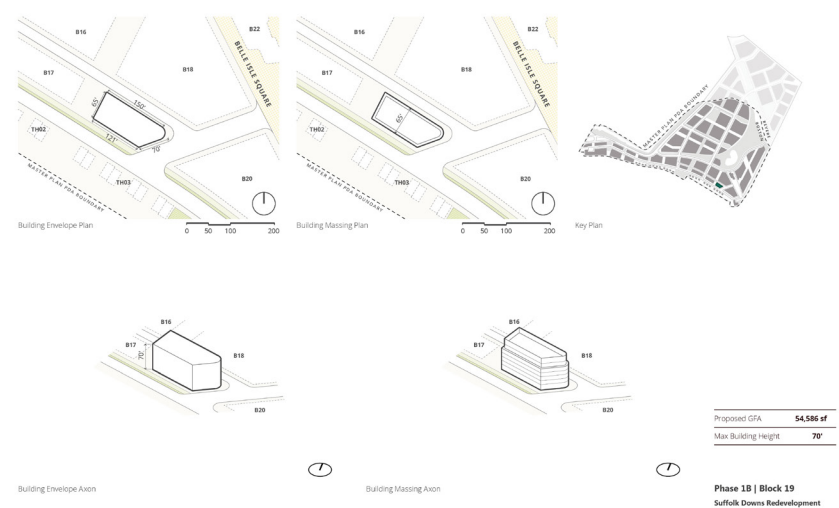 B16
B22
B17
B18
BELLE ISLE SQUARE
65'
150'
121'
70'
TH02
TH03
B20
MASTER PLAN PDA BOUNDARY
0 50 100 200
Building Envelope Plan
B16
B22
B17
B18
BELLE ISLE SQUARE
65'
TH02
TH03
B20
MASTER PLAN PDA BOUNDARY
0 50 100 200
Building Massing Plan
MASTER PLAN PDA BOUNDARY
Key Plan
B16
B17
70'
B18
B20
Building Envelope Axon
B16
B17
B18
B20
Building Massing Axon
Proposed GFA 54,586 sf
Max Building Height 70'
Phase 1B | Block 19
Suffolk Downs Redevelopment